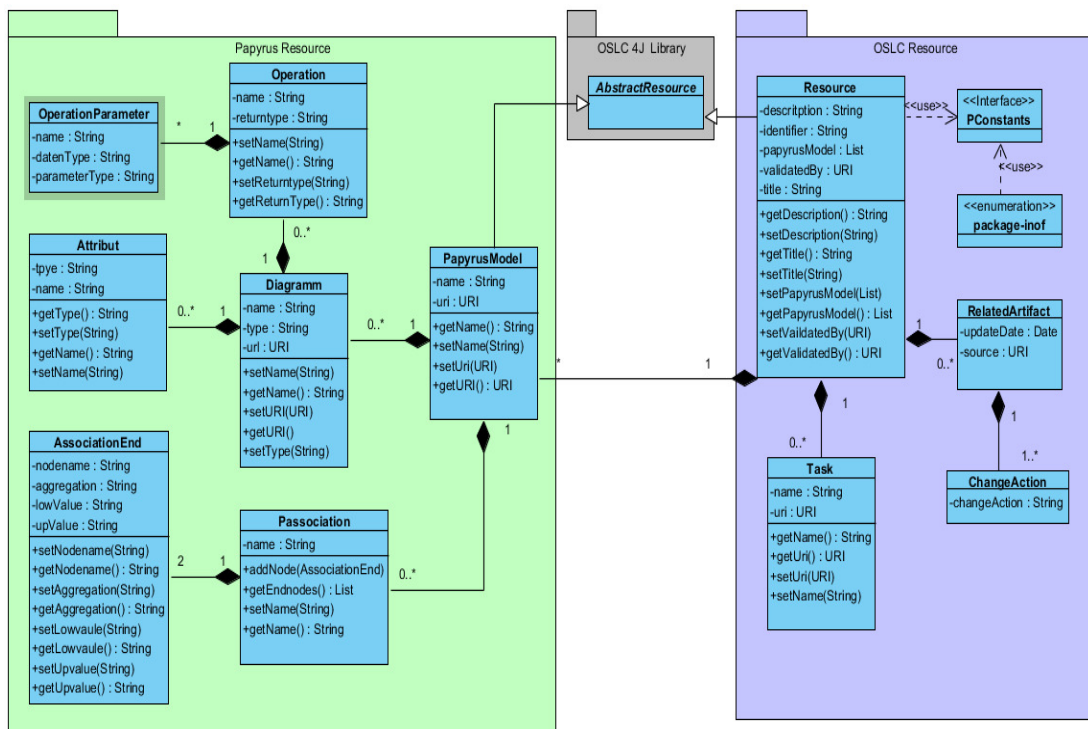 Papyrus Resource
Operation
-name : String
-returntype : String
+setName(String)
+getName() : String
+setReturntype(String)
+getReturnType() : String
OperationParameter
-name : String
-datenType : String
-parameterType : String
*
1
0..*
1
Attribut
-tpye : String
-name : String
+getType() : String
+setType(String)
+getName() : String
+setName(String)
0..*
1
Diagramm
-name : String
-type : String
-url : URI
+setName(String)
+getName() : String
+setURI(URI)
+getURI()
+setType(String)
0..*
1
PapyrusModel
-name : String
-uri : URI
+getName() : String
+setName(String)
+setUri(URI)
+getURI() : URI
*
1
1
AssociationEnd
-nodename : String
-aggregation : String
-lowValue : String
-upValue : String
+setNodename(String)
+getNodename() : String
+setAggregation(String)
+getAggregation() : String
+setLowvaule(String)
+getLowvaule() : String
+setUpvalue(String)
+getUpvalue() : String
2
1
Passociation
-name : String
+addNode(AssociationEnd)
+getEndnodes() : List
+setName(String)
+getName() : String
0..*
OSLC 4J Library
AbstractResource
OSLC Resource
Resource
-descritption : String
-identifier : String
-papyrusModel : List
-validatedBy : URI
-title : String
+getDescription() : String
+setDescription(String)
+getTitle() : String
+setTitle(String)
+setPapyrusModel(List)
+getPapyrusModel() : List
+setVaildatedBy(URI)
+getValidatedBy() : URI
<<use>>
<<Interface>>
PConstants
<<use>>
<<enumeration>>
package-inof
1
0..*
RelatedArtifact
-updateDate : Date
-source : URI
1
1..*
ChangeAction
-changeAction : String
1
0..*
Task
-name : String
-uri : URI
+getName() : String
+getUri() : URI
+setUri(URI)
+setName(String)